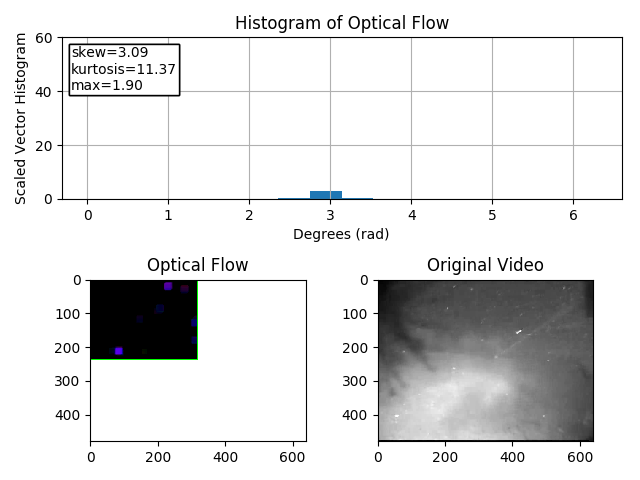 Histogram of Optical Flow
Scaled Vector Histogram
60
40
20
0
skew=3.09
kurtosis=11.37
max=1.90
0 1 2 3 4 5 6
Degrees (rad)
Optical Flow
0
100
200
300
400
0 200 400 600
Original Video
0
100
200
300
400
0 200 400 600